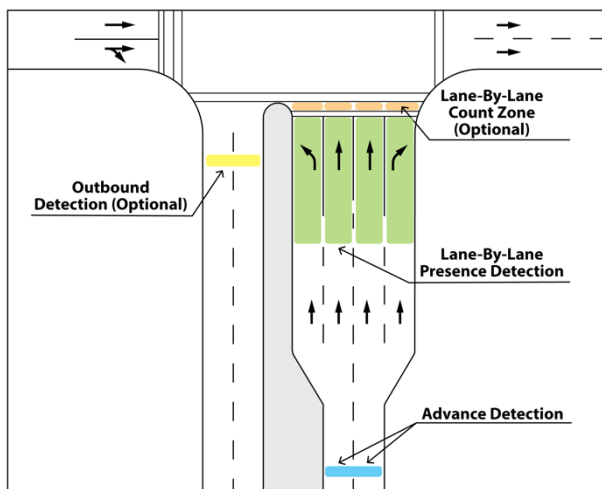 Lane-By-Lane
Count Zone
(Optional)
Outbound
Detection (Optional)
Lane-By-Lane
Presence Detection
Advance Detection